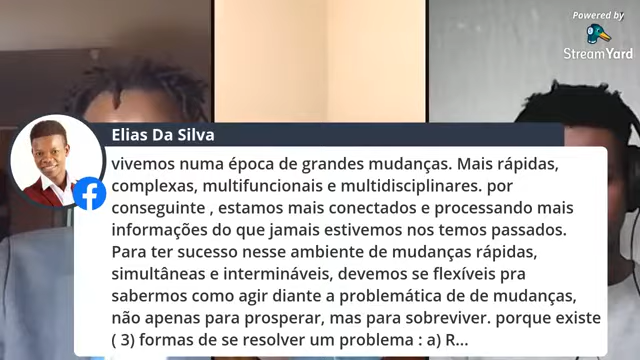 Powered by
StreamYard
Elias Da Silva
vivemos numa época de grandes mudanças. Mais rápidas,
complexas, multifuncionais e multidisciplinares. por
conseguinte , estamos mais conectados e processando mais
informações do que jamais estivemos nos temos passados.
Para ter sucesso nesse ambiente de mudanças rápidas,
simultâneas e intermináveis, devemos se flexíveis pra
sabermos como agir diante a problemática de de mudanças,
não apenas para prosperar, mas para sobreviver. porque existe
( 3) formas de se resolver um problema : a) R...